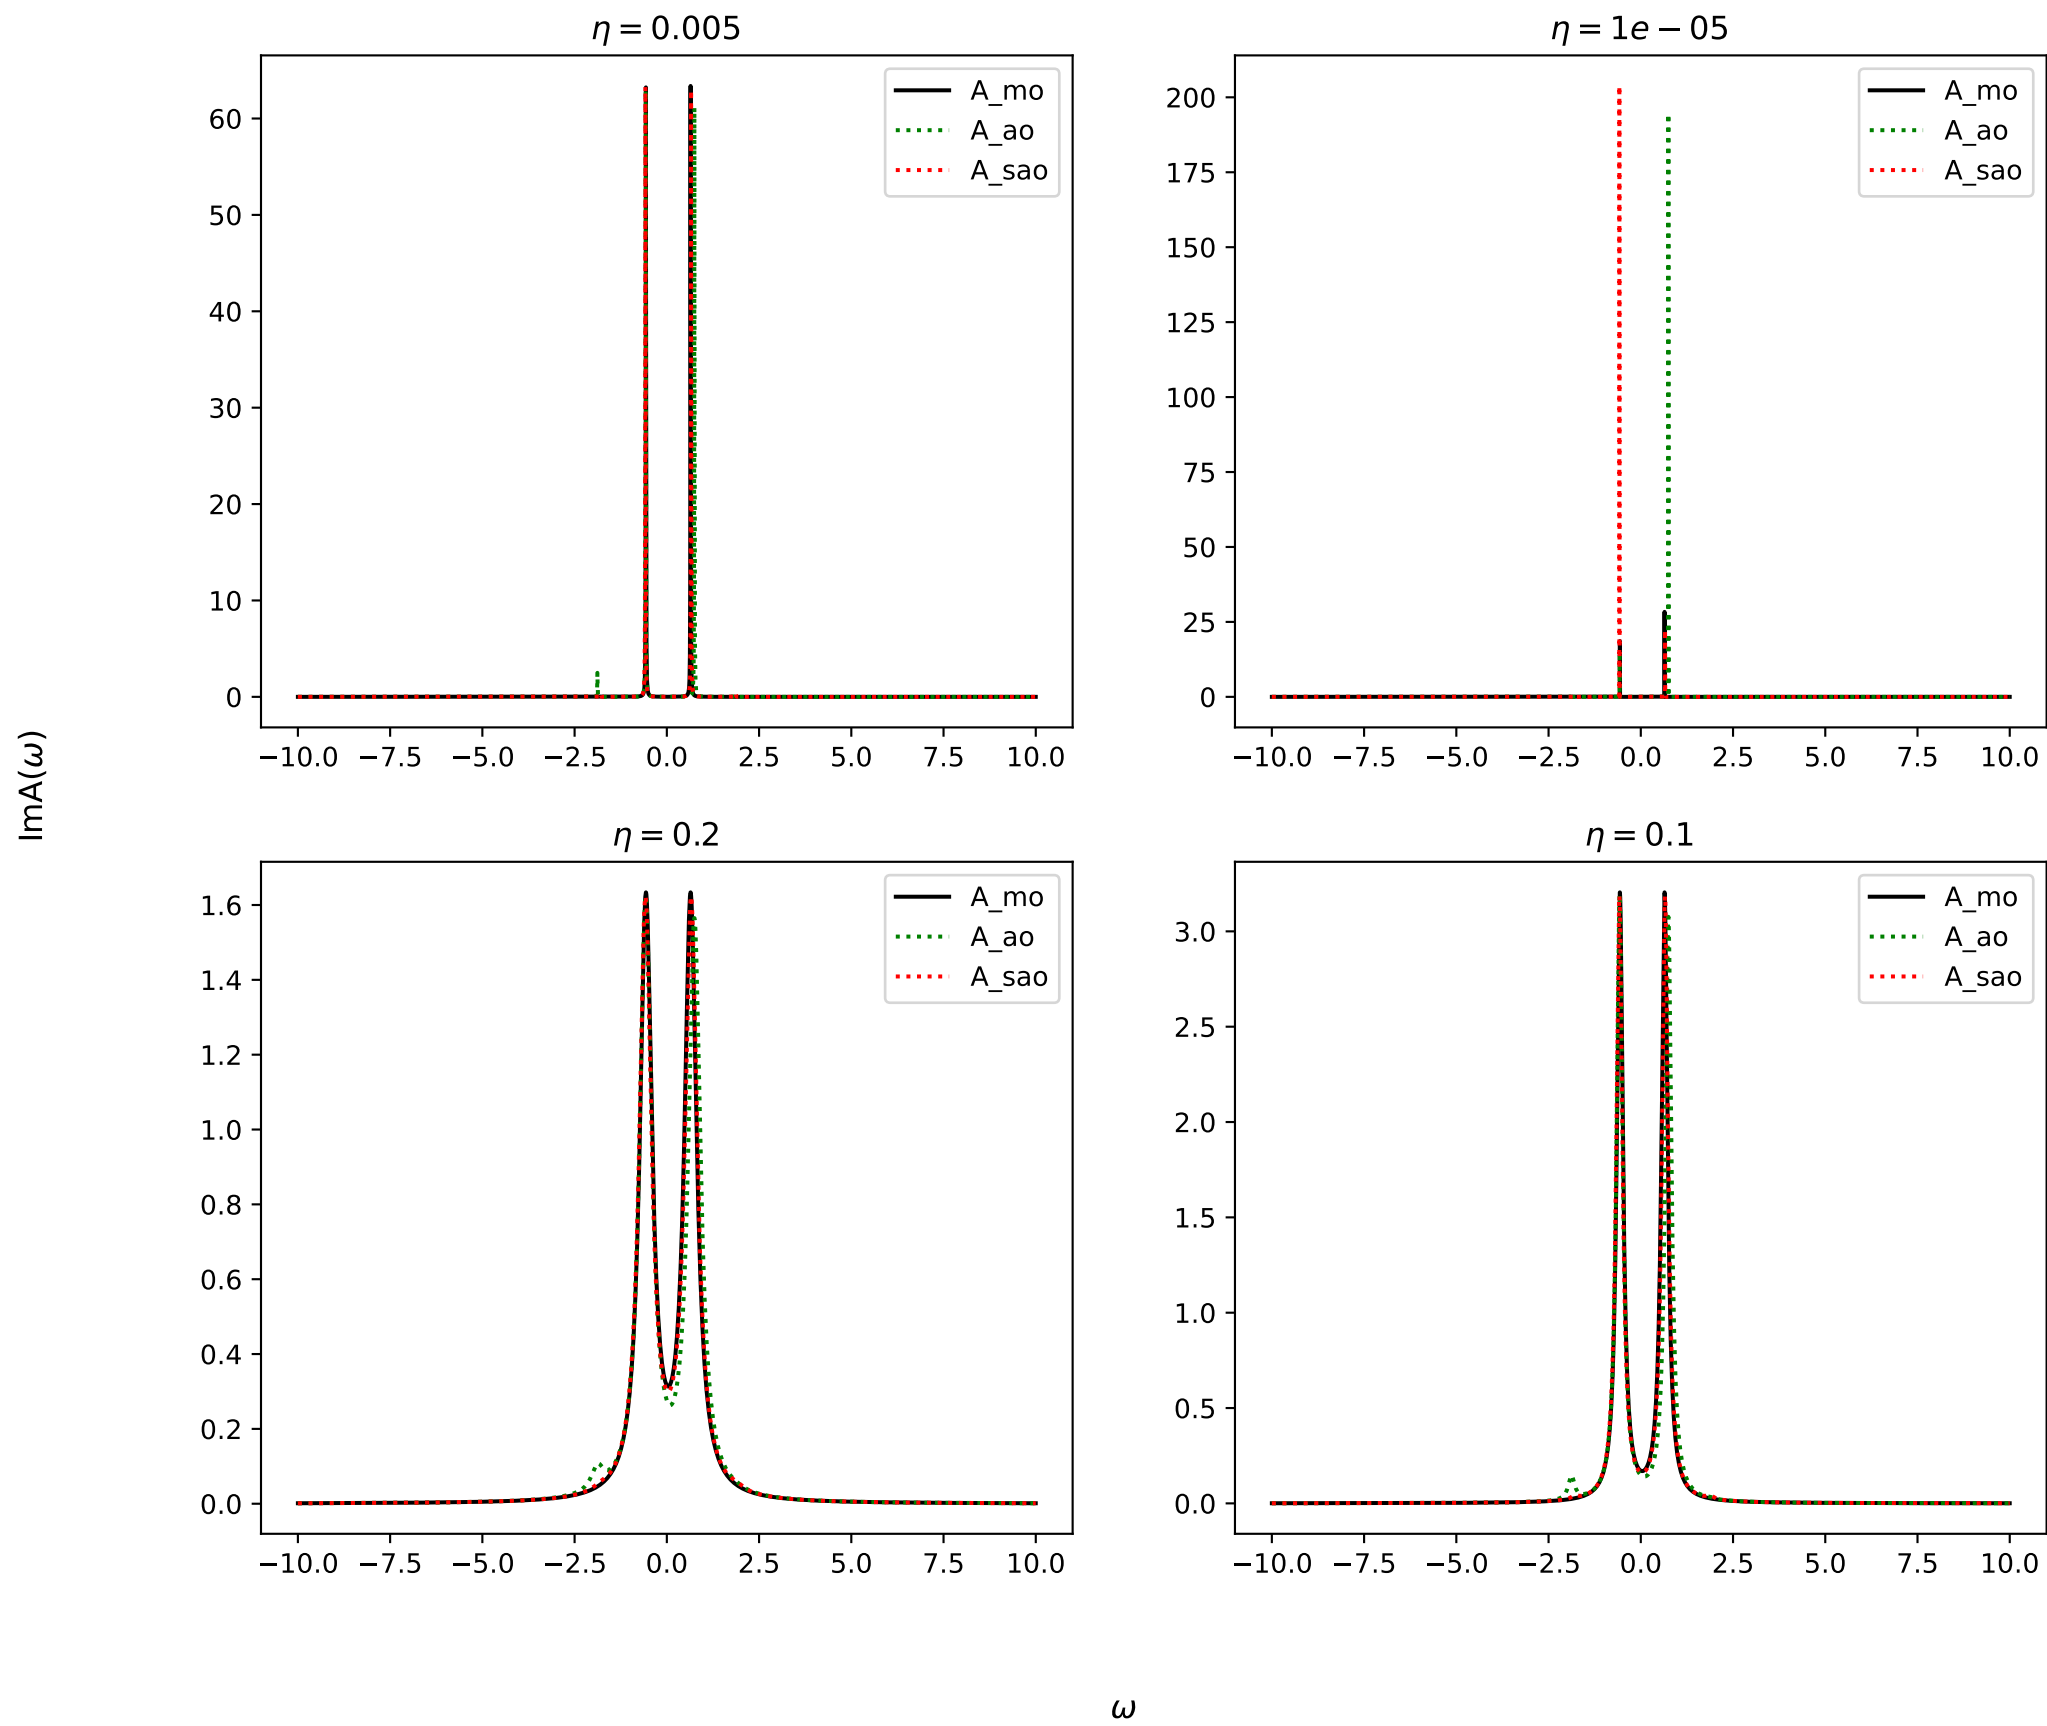 η = 0.005
60
50
40
30
20
10
0
−10.0 −7.5 −5.0 −2.5 0.0 2.5 5.0 7.5 10.0
A_mo
A_ao
A_sao
η = 1e − 05
200
175
150
125
100
75
50
25
0
−10.0 −7.5 −5.0 −2.5 0.0 2.5 5.0 7.5 10.0
A_mo
A_ao
A_sao
ImA(ω)
η = 0.2
1.6
1.4
1.2
1.0
0.8
0.6
0.4
0.2
0.0
−10.0 −7.5 −5.0 −2.5 0.0 2.5 5.0 7.5 10.0
A_mo
A_ao
A_sao
η = 0.1
3.0
2.5
2.0
1.5
1.0
0.5
0.0
−10.0 −7.5 −5.0 −2.5 0.0 2.5 5.0 7.5 10.0
A_mo
A_ao
A_sao
ω